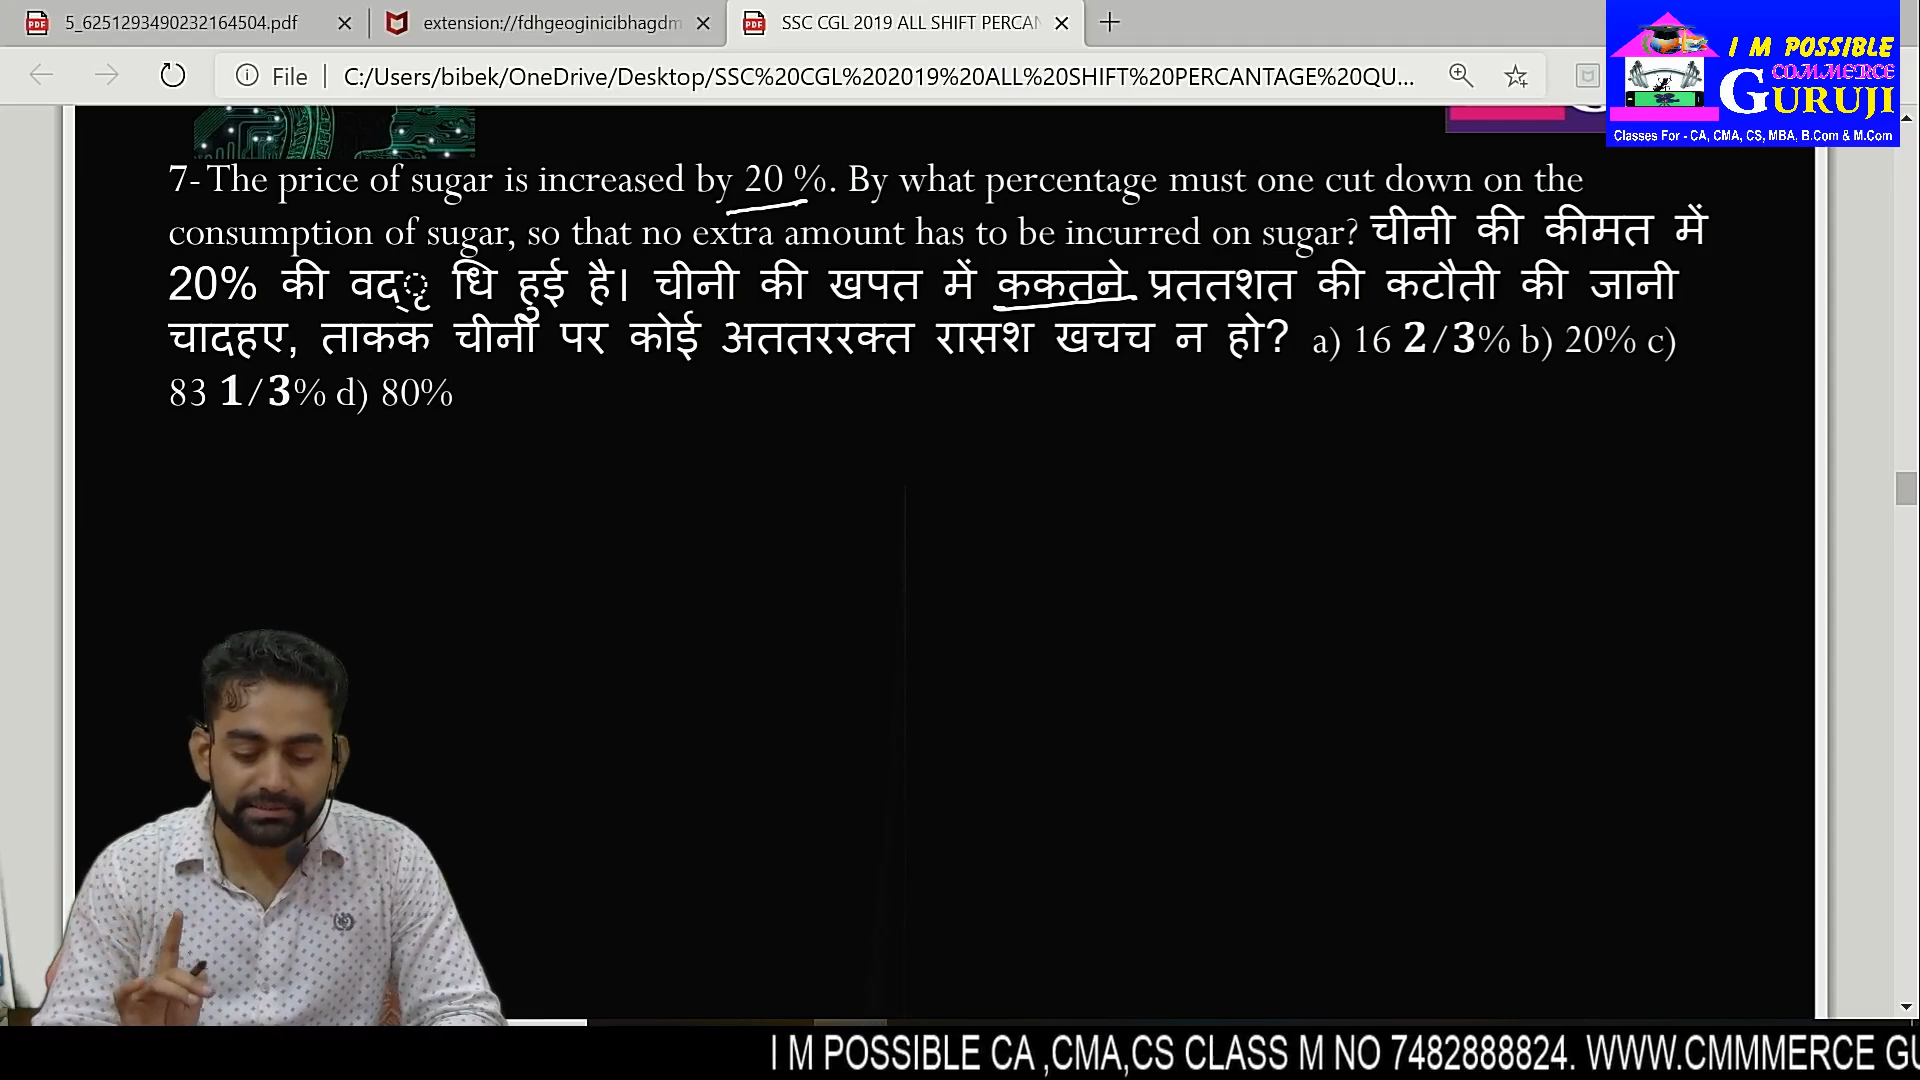 5_6251293490232164504.pdf
extension://fdhgeoginicibhagdm
SSC CGL 2019 ALL SHIFT PERCAN
File
C:/Users/bibek/OneDrive/Desktop/SSC%20CGL%202019%20ALL%20SHIFT%20PERCANTAGE%20QU...
I M POSSIBLE
COMMERCE
GURUJI
Classes For - CA, CMA, CS, MBA, B.Com & M.Com
7- The price of sugar is increased by 20 %. By what percentage must one cut down on the
consumption of sugar, so that no extra amount has to be incurred on sugar? चीनी की कीमत में
20% की वद्ृ धि हुई है। चीनी की खपत में ककतने प्रततशत की कटौती की जानी
चादहए, ताकक चीनी पर कोई अततररक्त रासश खचच न हो? a) 16 2/3% b) 20% c)
83 1/3% d) 80%
I M POSSIBLE CA ,CMA,CS CLASS M NO 7482888824. WWW.CMMMERCE GU